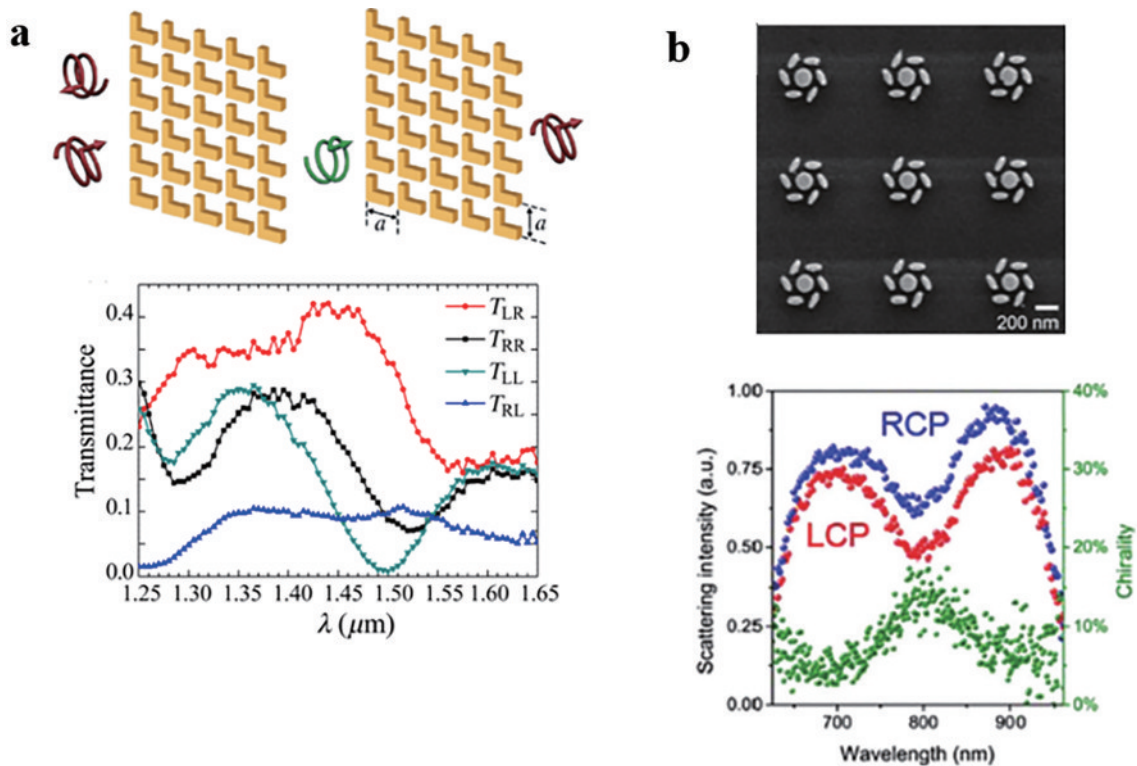 a
a
a
Transmittance
0.4
0.3
0.2
0.1
0.0
T_LR
T_RR
T_LL
T_RL
1.25 1.30 1.35 1.40 1.45 1.50 1.55 1.60 1.65
λ (μm)
b
200 nm
Scattering intensity (a.u.)
1.00
0.75
0.50
0.25
0.00
RCP
LCP
40%
30%
20%
10%
0%
Chirality
700 800 900
Wavelength (nm)